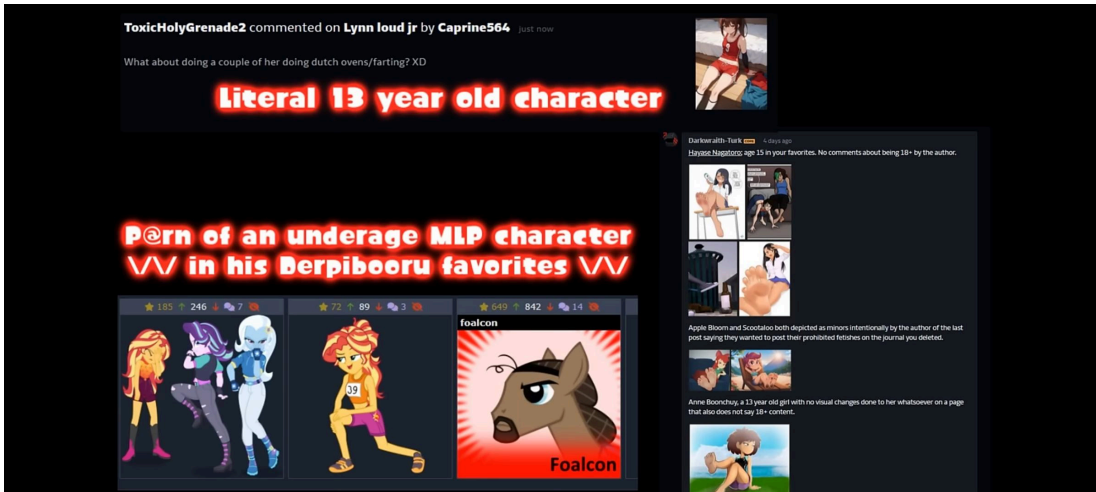 ToxicHolyGrenade2 commented on Lynn loud jr by Caprine564 just now
What about doing a couple of her doing dutch ovens/farting? XD
Literal 13 year old character
P@rn of an underage MLP character
\/\/ in his Derpibooru favorites \/\/
185 246 7
72 89 3
649 842 14
foalcon
39
Foalcon
Darkwraith-Turk 4 days ago
Hayase Nagatoro; age 15 in your favorites. No comments about being 18+ by the author.
Apple Bloom and Scootaloo both depicted as minors intentionally by the author of the last
post saying they wanted to post their prohibited fetishes on the journal you deleted.
Anne Boonchuy, a 13 year old girl with no visual changes done to her whatsoever on a page
that also does not say 18+ content.